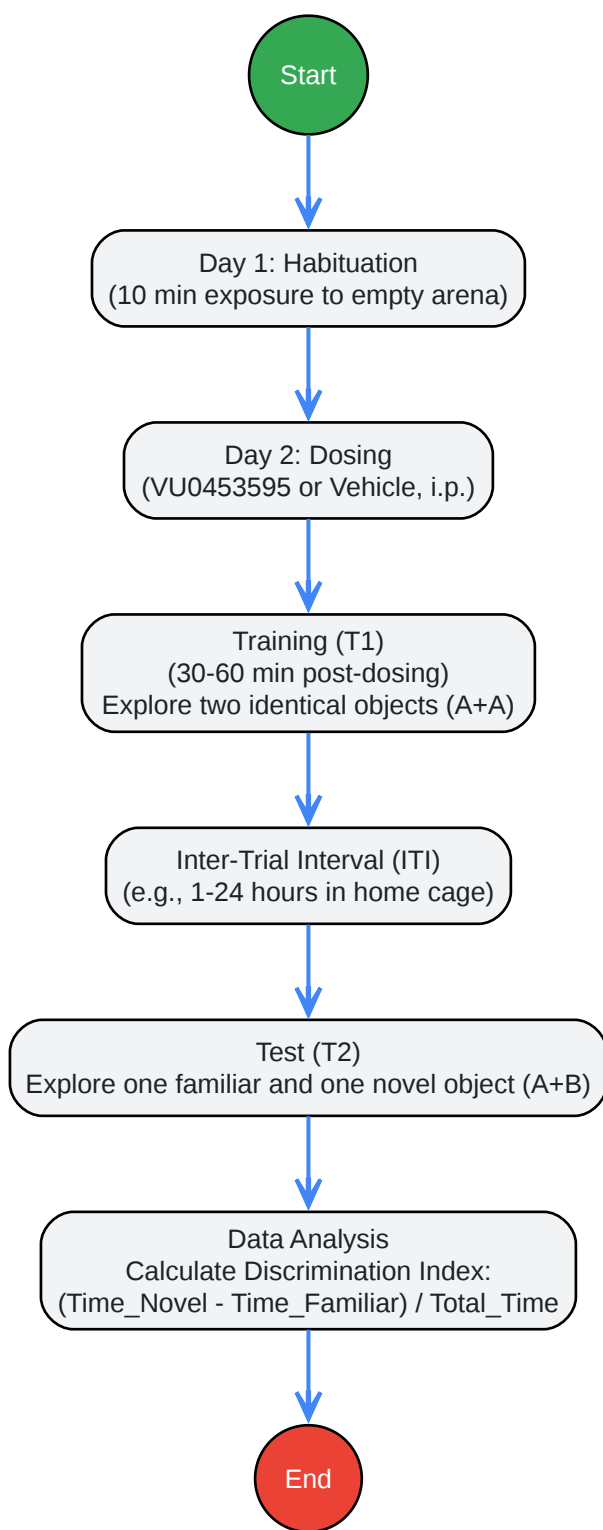 Start
Day 1: Habituation
(10 min exposure to empty arena)
Day 2: Dosing
(VU0453595 or Vehicle, i.p.)
Training (T1)
(30-60 min post-dosing)
Explore two identical objects (A+A)
Inter-Trial Interval (ITI)
(e.g., 1-24 hours in home cage)
Test (T2)
Explore one familiar and one novel object (A+B)
Data Analysis
Calculate Discrimination Index:
(Time_Novel - Time_Familiar) / Total_Time
End